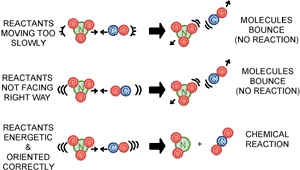 REACTANTS
MOVING TOO
SLOWLY
MOLECULES
BOUNCE
(NO REACTION)
REACTANTS
NOT FACING
RIGHT WAY
MOLECULES
BOUNCE
(NO REACTION)
REACTANTS
ENERGETIC
&
ORIENTED
CORRECTLY
N
+
C
CHEMICAL
REACTION